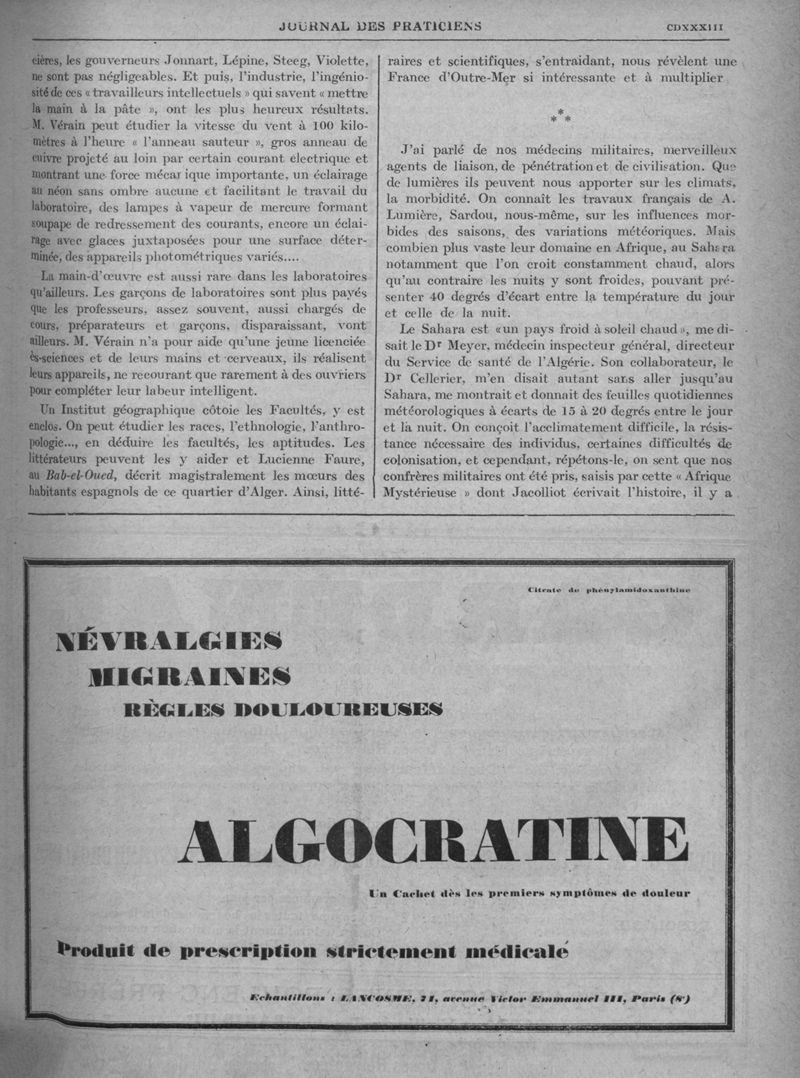 JOURNAL DES PRATICIENS
CDXXXIII
cières, les gouverneurs Jonnart, Lépine, Steeg, Violette,
ne sont pas négligeables. Et puis, l'industrie, l'ingénio-
sité de ces « travailleurs intellectuels » qui savent « mettre
la main à la pâte », ont les plus heureux résultats.
M. Vérain peut étudier la vitesse du vent à 100 kilo-
mètres à l'heure « l'anneau sauteur », gros anneau de
cuivre projeté au loin par certain courant électrique et
montrant une force mécanique importante, un éclairage
au néon sans ombre aucune et facilitant le travail du
laboratoire, des lampes à vapeur de mercure formant
soupape de redressement des courants, encore un éclai-
rage avec glaces juxtaposées pour une surface déter-
minée, des appareils photométriques variés....
La main-d'œuvre est aussi rare dans les laboratoires
qu'ailleurs. Les garçons de laboratoires sont plus payés
que les professeurs, assez souvent, aussi chargés de
cours, préparateurs et garçons, disparaissant, vont
ailleurs. M. Vérain n'a pour aide qu'une jeune licenciée
ès-sciences et de leurs mains et cerveaux, ils réalisent
leurs appareils, ne recourant que rarement à des ouvriers
pour compléter leur labeur intelligent.
Un Institut géographique côtoie les Facultés, y est
enclos. On peut étudier les races, l'ethnologie, l'anthro-
pologie..., en déduire les facultés, les aptitudes. Les
littérateurs peuvent les y aider et Lucienne Faure,
au Bab-el-Oued, décrit magistralement les mœurs des
habitants espagnols de ce quartier d'Alger. Ainsi, litté-
raires et scientifiques, s'entraidant, nous révèlent une
France d'Outre-Mer si intéressante et à multiplier
*
* *
J'ai parlé de nos médecins militaires, merveilleux
agents de liaison, de pénétration et de civilisation. Que
de lumières ils peuvent nous apporter sur les climats,
la morbidité. On connaît les travaux français de A.
Lumière, Sardou, nous-même, sur les influences mor-
bides des saisons, des variations météoriques. Mais
combien plus vaste leur domaine en Afrique, au Sahara
notamment que l'on croit constamment chaud, alors
qu'au contraire les nuits y sont froides, pouvant pré-
senter 40 degrés d'écart entre la température du jour
et celle de la nuit.
Le Sahara est « un pays froid à soleil chaud », me di-
sait le Dr Meyer, médecin inspecteur général, directeur
du Service de santé de l'Algérie. Son collaborateur, le
Dr Cellerier, m'en disait autant sans aller jusqu'au
Sahara, me montrait et donnait des feuilles quotidiennes
météorologiques à écarts de 15 à 20 degrés entre le jour
et la nuit. On conçoit l'acclimatement difficile, la résis-
tance nécessaire des individus, certaines difficultés de
colonisation, et cependant, répétons-le, on sent que nos
confrères militaires ont été pris, saisis par cette « Afrique
Mystérieuse » dont Jacolliot écrivait l'histoire, il y a
Citrate de phénylamidoxanthine
NÉVRALGIES
MIGRAINES
RÈGLES DOULOUREUSES
ALGOCRATINE
Un Cachet dès les premiers symptômes de douleur
Produit de prescription strictement médicale
Echantillons : LANCOSME, 71, avenue Victor Emmanuel III, Paris (8e)